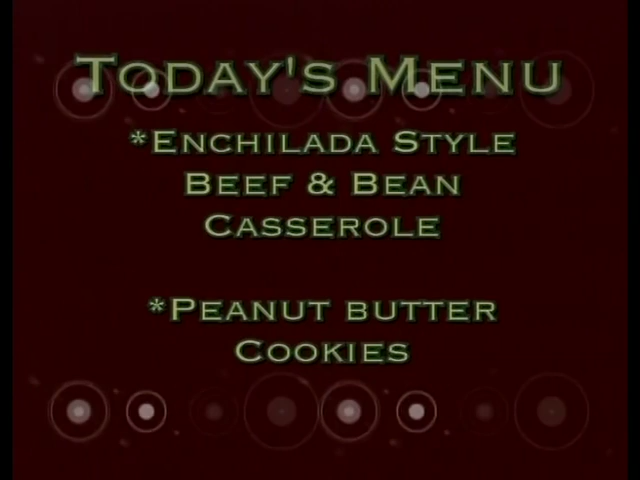 Today's Menu
*Enchilada Style
Beef & Bean
Casserole
*Peanut butter
Cookies